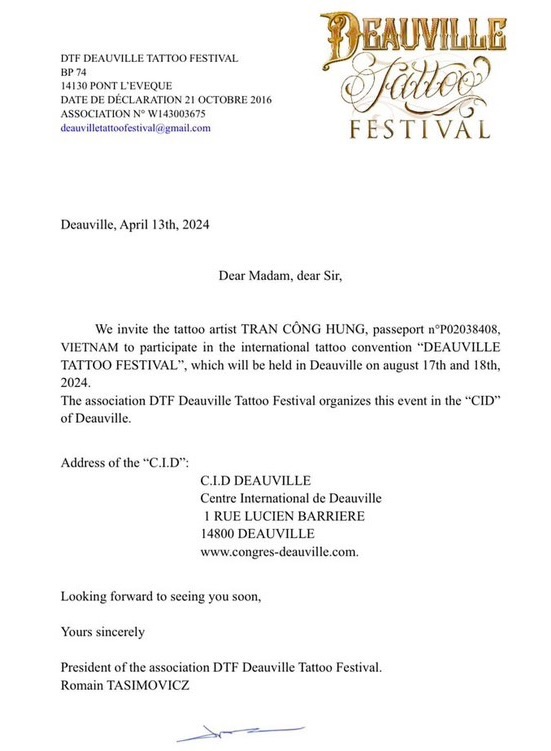 DTF DEAUVILLE TATTOO FESTIVAL
BP 74
14130 PONT L'EVEQUE
DATE DE DÉCLARATION 21 OCTOBRE 2016
ASSOCIATION N° W143003675
deauvilletattoofestival@gmail.com
DEAUVILLE
Tattoo
FESTIVAL
Deauville, April 13th, 2024
Dear Madam, dear Sir,
We invite the tattoo artist TRAN CÔNG HUNG, passeport n°P02038408,
VIETNAM to participate in the international tattoo convention “DEAUVILLE
TATTOO FESTIVAL”, which will be held in Deauville on august 17th and 18th,
2024.
The association DTF Deauville Tattoo Festival organizes this event in the “CID”
of Deauville.
Address of the “C.I.D”:
C.I.D DEAUVILLE
Centre International de Deauville
1 RUE LUCIEN BARRIERE
14800 DEAUVILLE
www.congres-deauville.com.
Looking forward to seeing you soon,
Yours sincerely
President of the association DTF Deauville Tattoo Festival.
Romain TASIMOVICZ